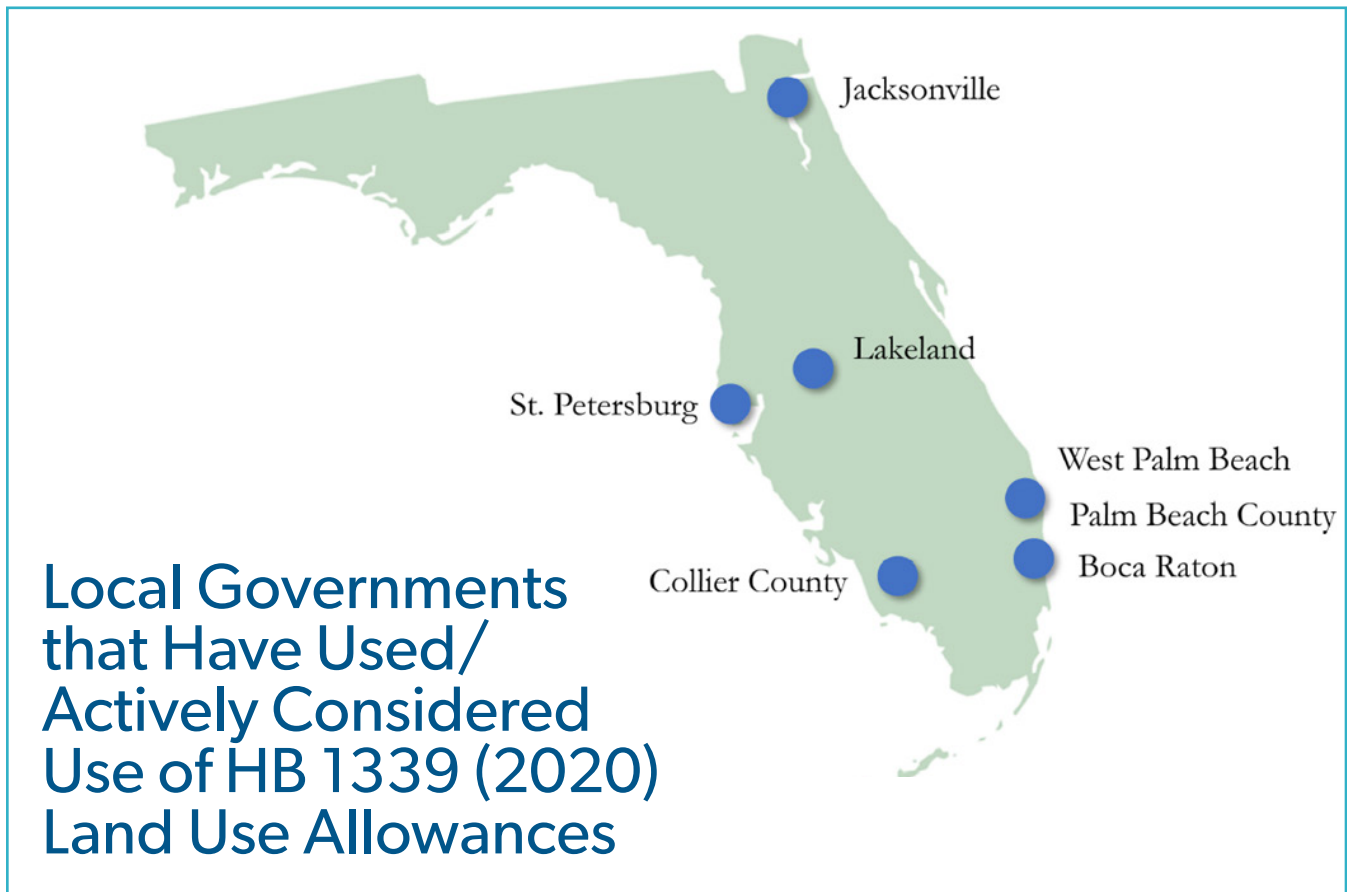 Jacksonville
Lakeland
St. Petersburg
West Palm Beach
Palm Beach County
Boca Raton
Collier County
Local Governments
that Have Used/
Actively Considered
Use of HB 1339 (2020)
Land Use Allowances